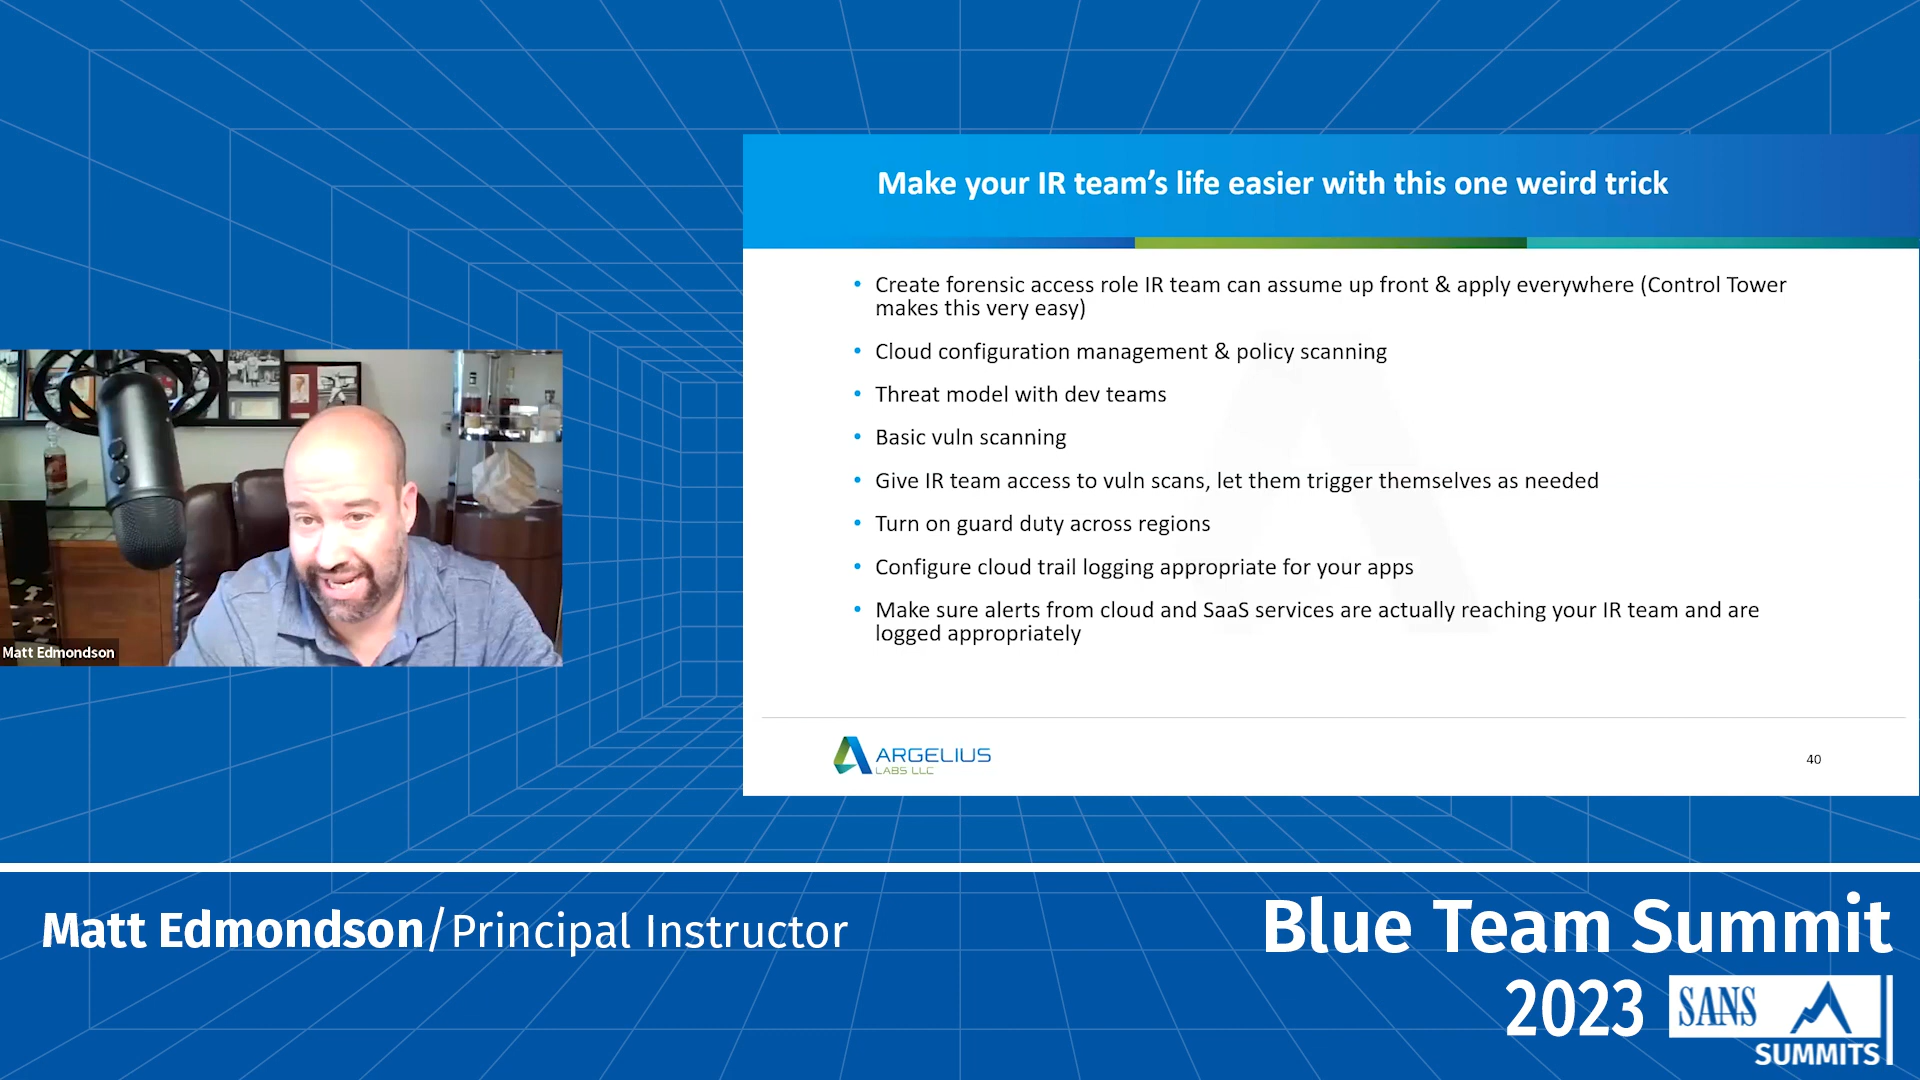 Make your IR team’s life easier with this one weird trick
• Create forensic access role IR team can assume up front & apply everywhere (Control Tower
makes this very easy)
• Cloud configuration management & policy scanning
• Threat model with dev teams
• Basic vuln scanning
• Give IR team access to vuln scans, let them trigger themselves as needed
• Turn on guard duty across regions
• Configure cloud trail logging appropriate for your apps
• Make sure alerts from cloud and SaaS services are actually reaching your IR team and are
logged appropriately
ARGELIUS
LABS LLC
40
Matt Edmondson
Matt Edmondson/Principal Instructor
Blue Team Summit
2023
SANS
SUMMITS